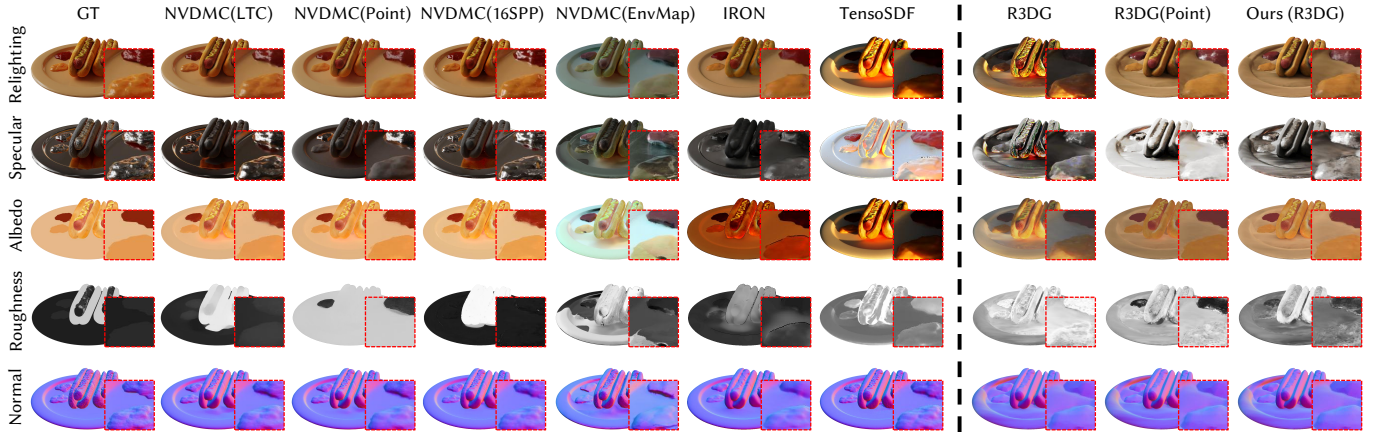 GT NVDMC(LTC) NVDMC(Point) NVDMC(16SPP) NVDMC(EnvMap) IRON TensoSDF R3DG R3DG(Point) Ours (R3DG)
Relighting
Specular
Albedo
Roughness
Normal